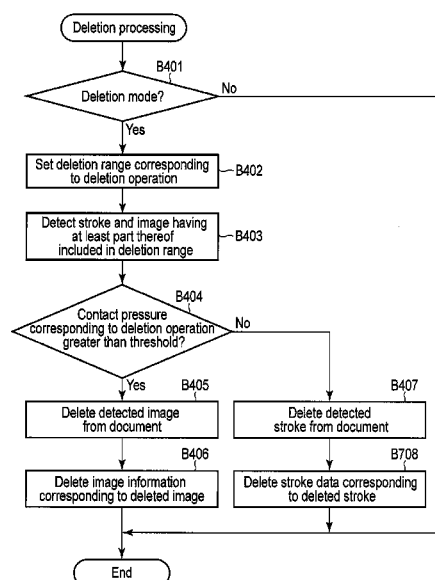 Deletion processing
B401
Deletion mode?
No
Yes
Set deletion range corresponding
to deletion operation
B402
Detect stroke and image having
at least part thereof
included in deletion range
B403
B404
Contact pressure
corresponding to deletion operation
greater than threshold?
No
Yes
B405
Delete detected image
from document
B407
Delete detected
stroke from document
B406
Delete image information
corresponding to deleted image
B708
Delete stroke data corresponding
to deleted stroke
End